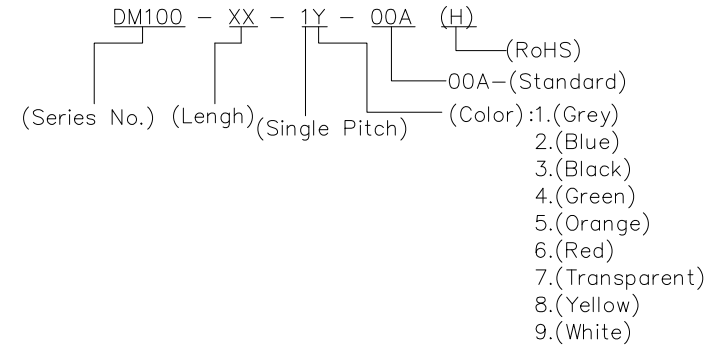 DM100 - XX - 1Y - 00A (H)
(RoHS)
00A-(Standard)
(Series No.) (Lengh) (Single Pitch) (Color):1.(Grey)
2.(Blue)
3.(Black)
4.(Green)
5.(Orange)
6.(Red)
7.(Transparent)
8.(Yellow)
9.(White)